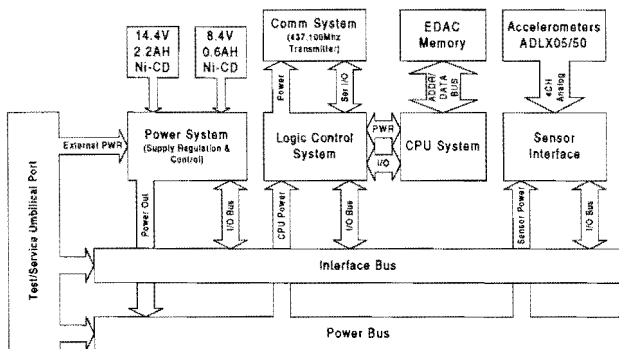 14.4V
2.2AH
Ni-CD
8.4V
0.6AH
Ni-CD
Comm System
(437.100Mhz
Transmitter)
EDAC
Memory
Accelerometers
ADLX05/50
Power
Ser I/O
ADDR/
DATA
BUS
4CH
Analog
External PWR
Power System
(Supply Regulation &
Control)
Logic Control
System
PWR
I/O
CPU System
Sensor
Interface
Test/Service Umbilical Port
Power Out
I/O Bus
CPU Power
I/O Bus
Sensor Power
I/O Bus
Interface Bus
Power Bus